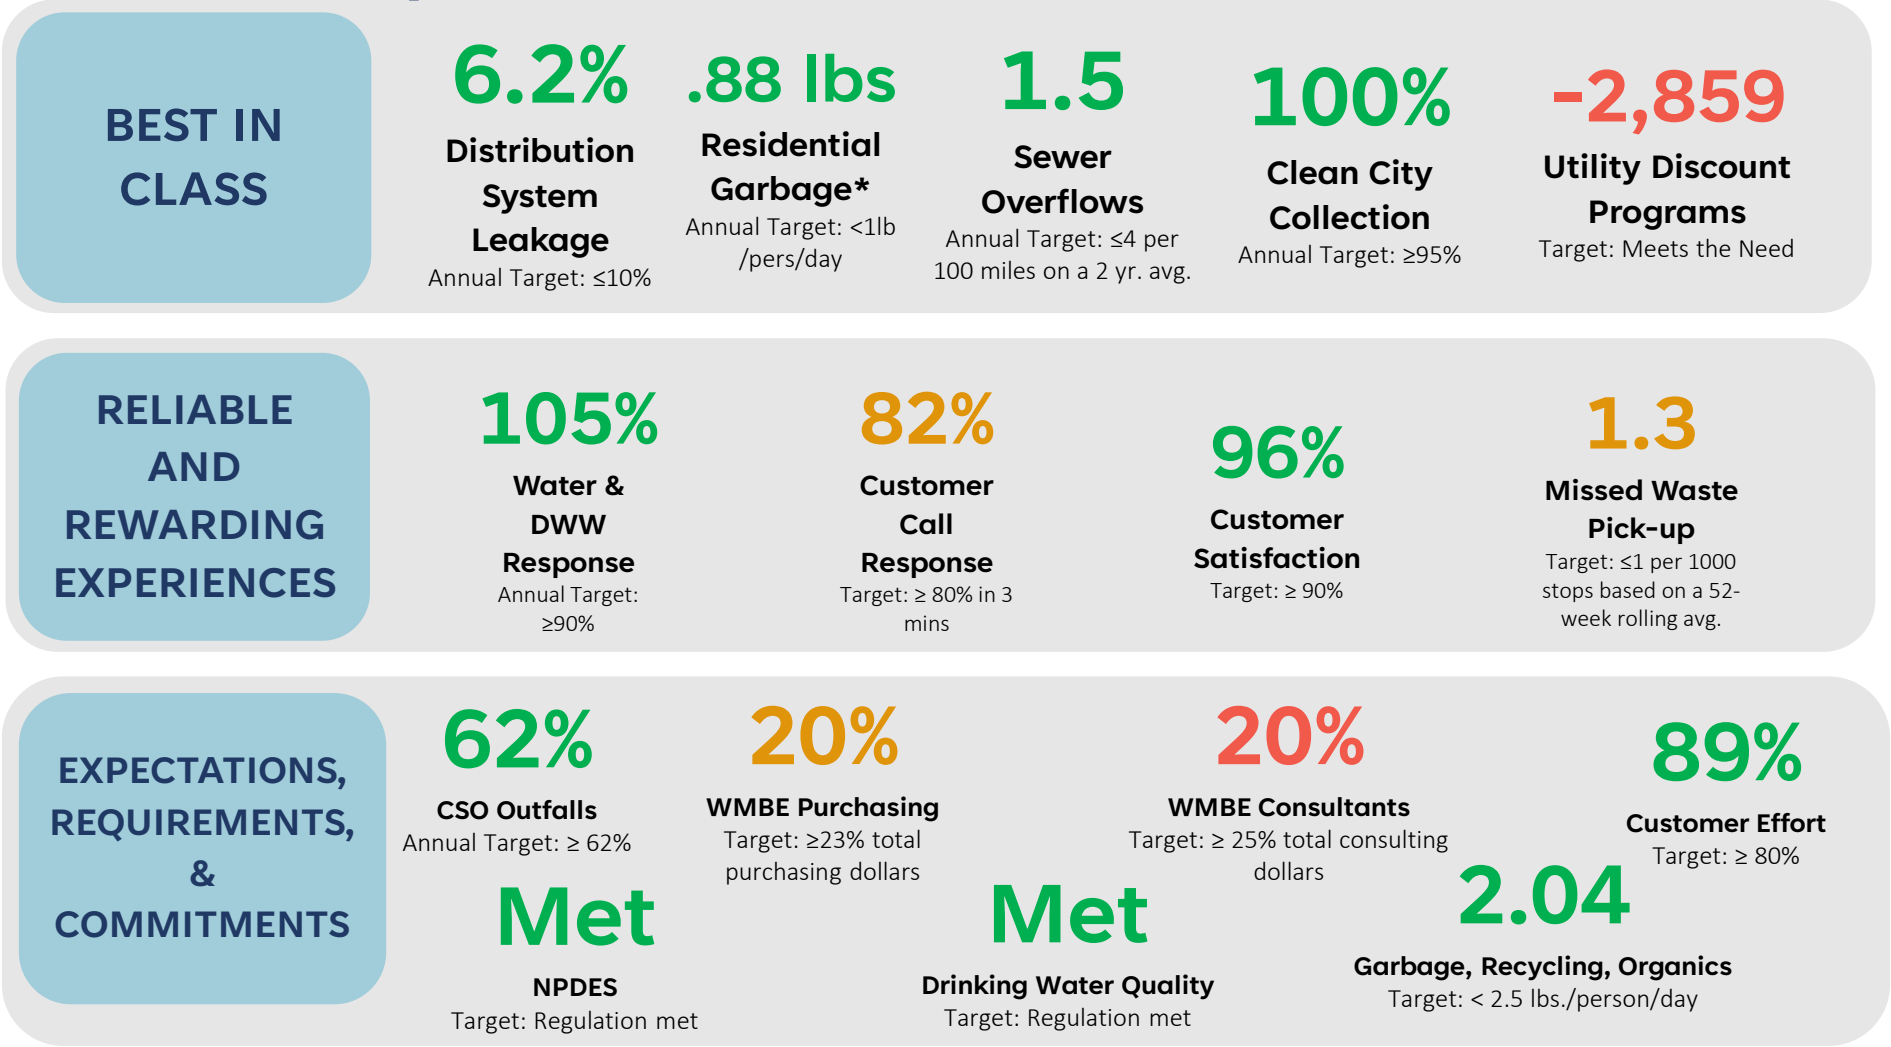 BEST IN
CLASS
6.2%
Distribution
System
Leakage
Annual Target: ≤10%
.88 lbs
Residential
Garbage*
Annual Target: <1lb
/pers/day
1.5
Sewer
Overflows
Annual Target: ≤4 per
100 miles on a 2 yr. avg.
100%
Clean City
Collection
Annual Target: ≥95%
-2,859
Utility Discount
Programs
Target: Meets the Need
RELIABLE
AND
REWARDING
EXPERIENCES
105%
Water &
DWW
Response
Annual Target:
≥90%
82%
Customer
Call
Response
Target: ≥ 80% in 3
mins
96%
Customer
Satisfaction
Target: ≥ 90%
1.3
Missed Waste
Pick-up
Target: ≤1 per 1000
stops based on a 52-
week rolling avg.
EXPECTATIONS,
REQUIREMENTS,
&
COMMITMENTS
62%
CSO Outfalls
Annual Target: ≥ 62%
20%
WMBE Purchasing
Target: ≥23% total
purchasing dollars
20%
WMBE Consultants
Target: ≥ 25% total consulting
dollars
89%
Customer Effort
Target: ≥ 80%
Met
NPDES
Target: Regulation met
Met
Drinking Water Quality
Target: Regulation met
2.04
Garbage, Recycling, Organics
Target: < 2.5 lbs./person/day